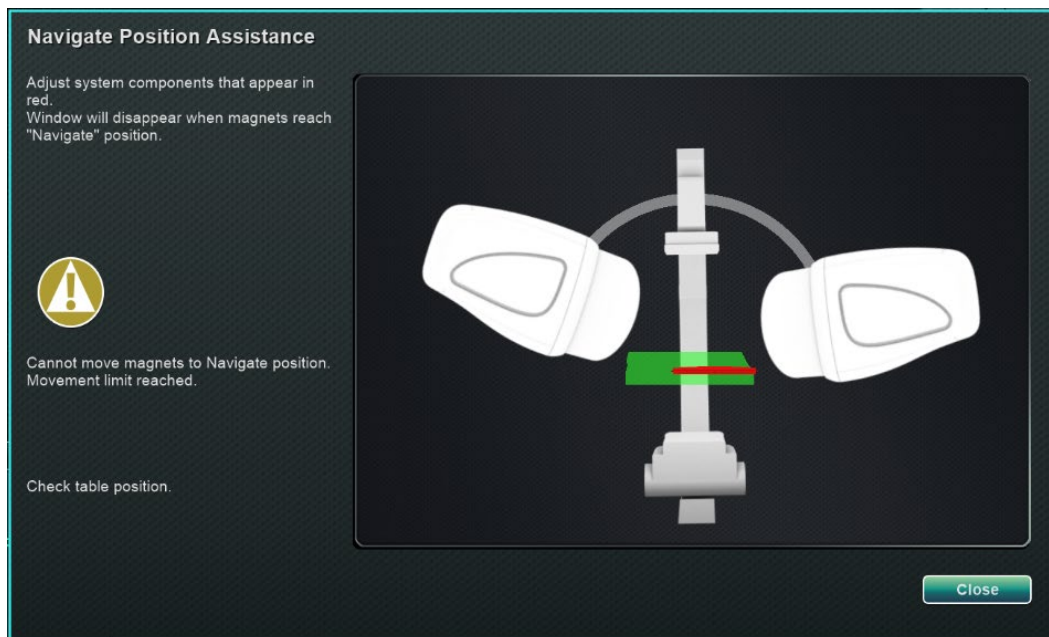 Navigate Position Assistance
Adjust system components that appear in
red.
Window will disappear when magnets reach
"Navigate" position.
Cannot move magnets to Navigate position.
Movement limit reached.
Check table position.
Close